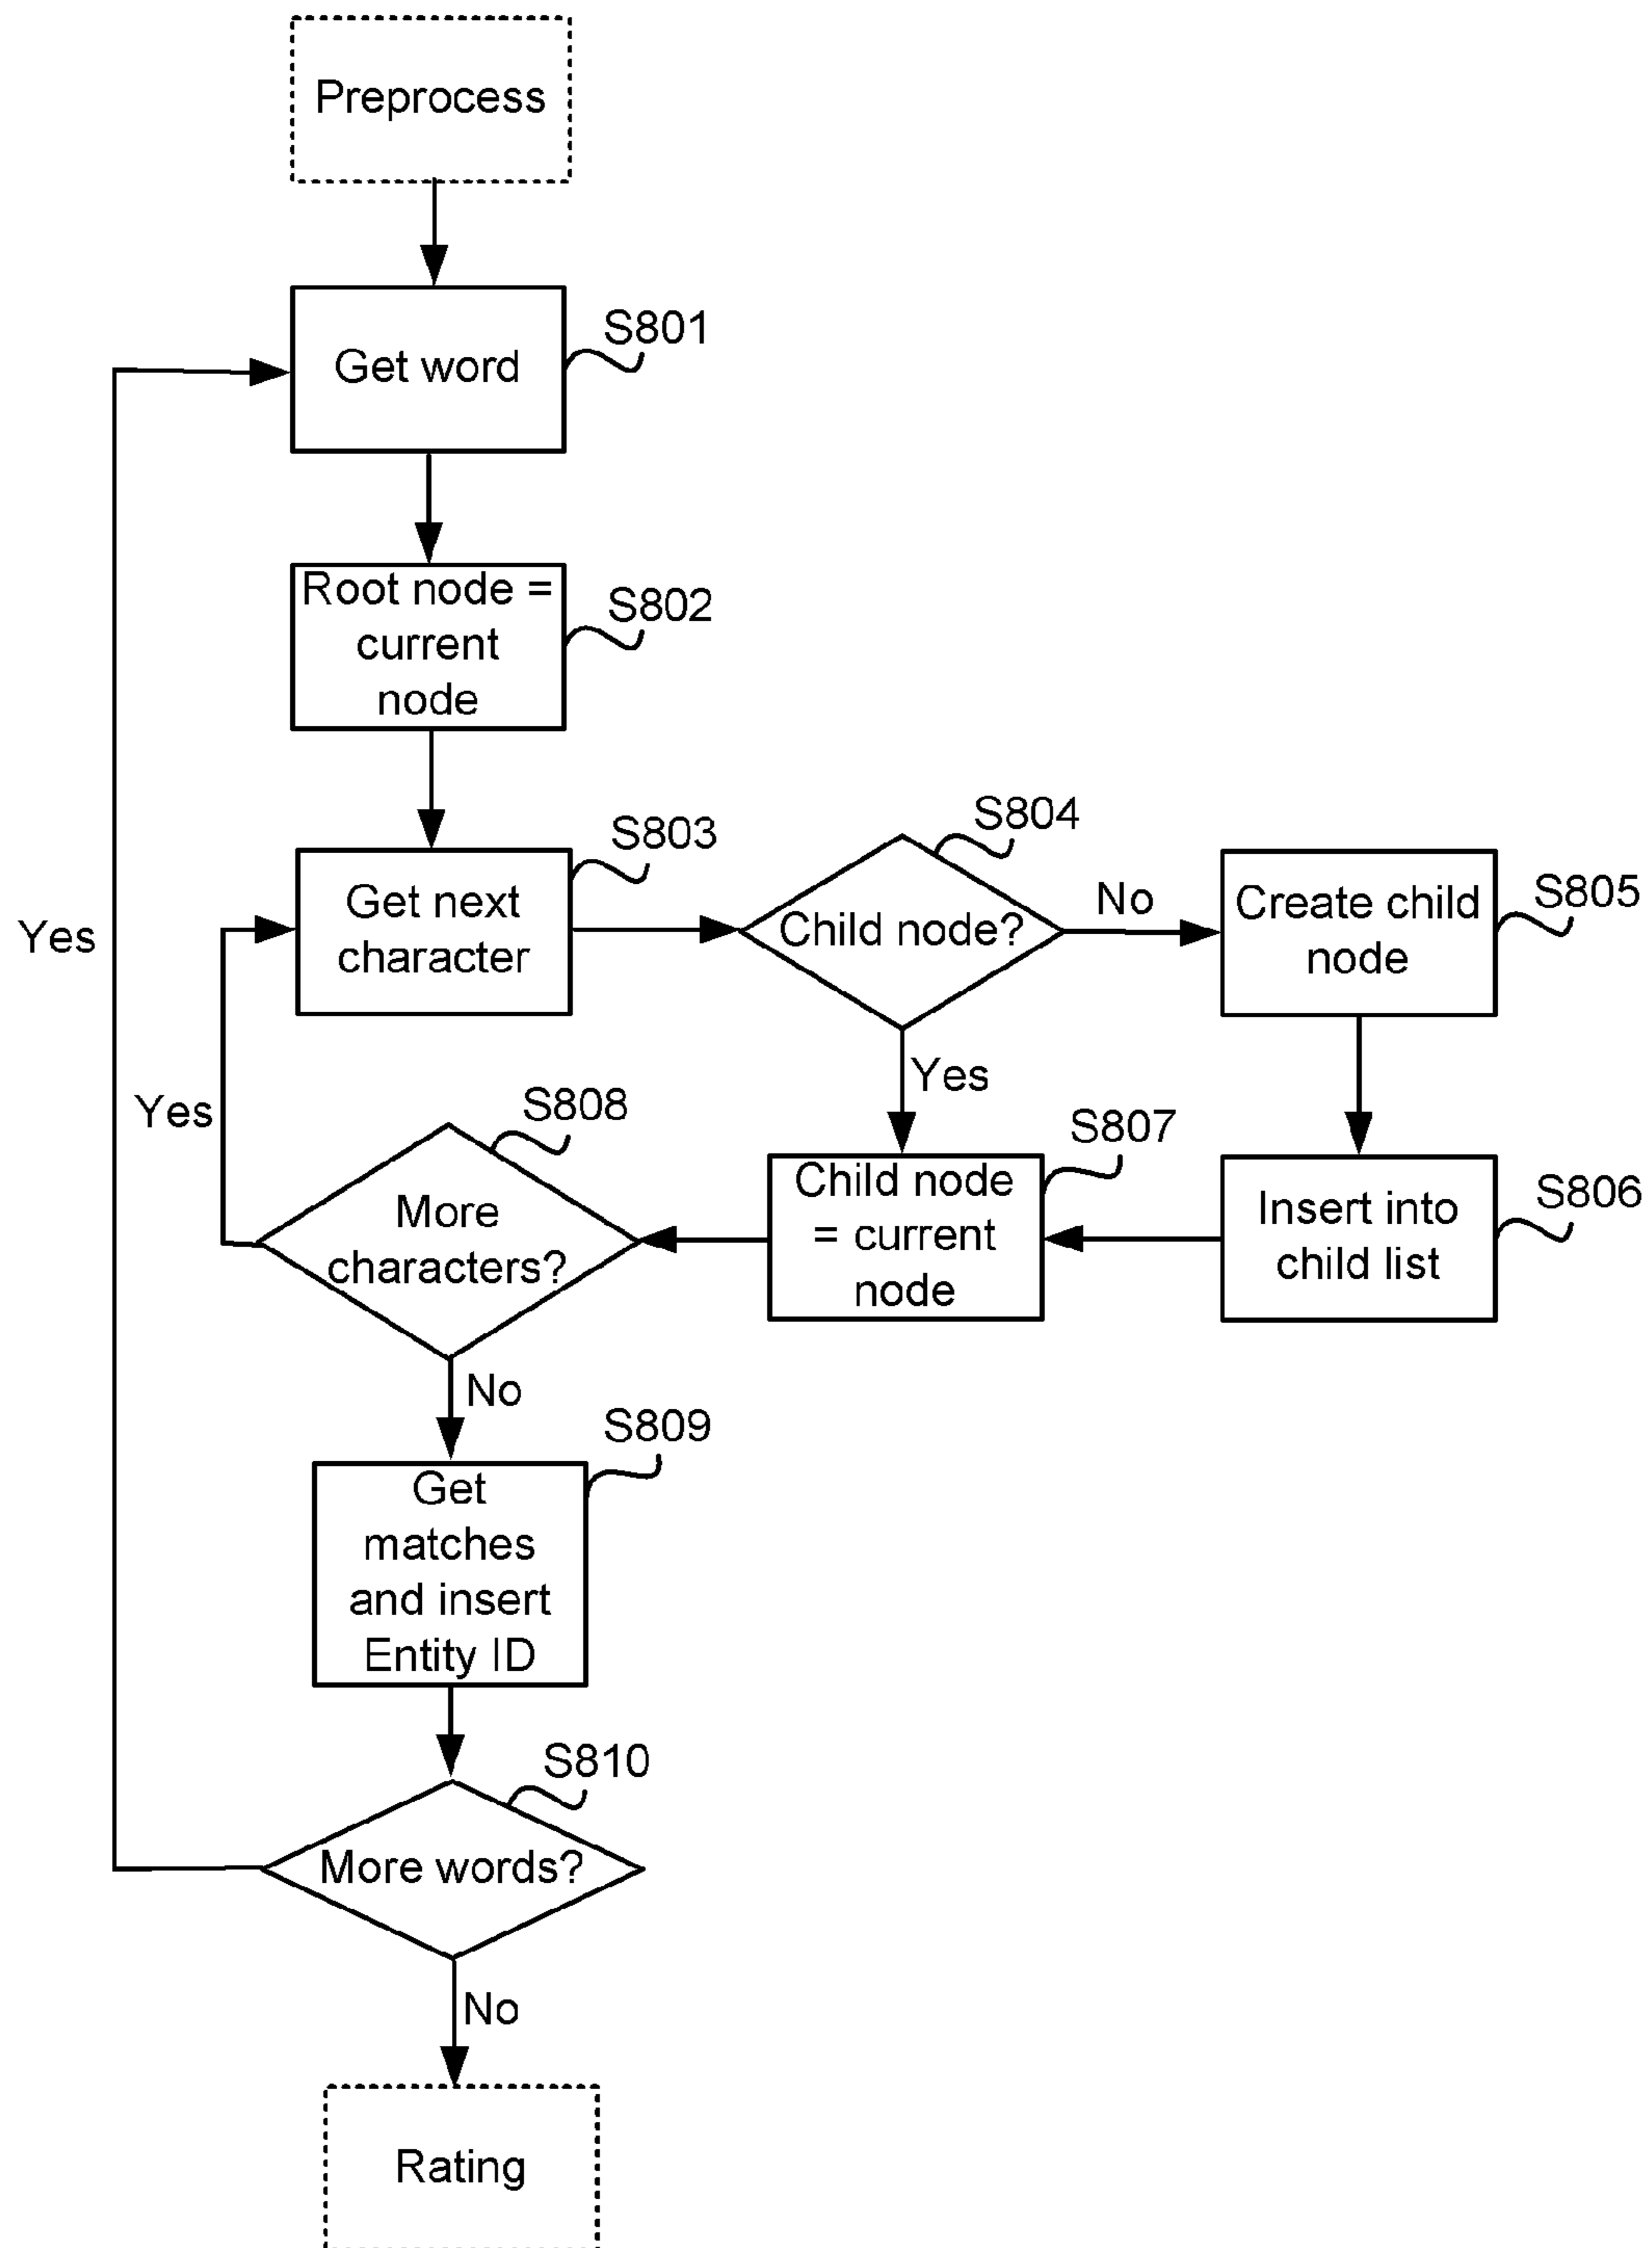 Preprocess
Get word
S801
Root node =
current
node
S802
Get next
character
S803
Child node?
S804
No
Create child
node
S805
Yes
Yes
Yes
More
characters?
S808
Child node
= current
node
S807
Insert into
child list
S806
No
Get
matches
and insert
Entity ID
S809
More words?
S810
No
Rating